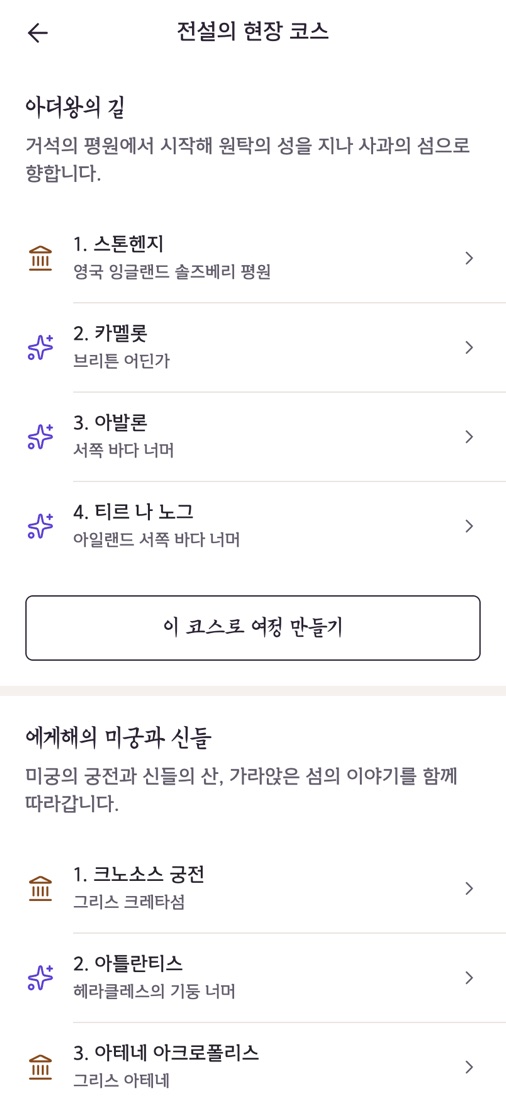 전설의 현장 코스
아더왕의 길
거석의 평원에서 시작해 원탁의 성을 지나 사과의 섬으로
향합니다.
1. 스톤헨지
영국 잉글랜드 솔즈베리 평원
2. 카멜롯
브리튼 어딘가
3. 아발론
서쪽 바다 너머
4. 티르 나 노그
아일랜드 서쪽 바다 너머
이 코스로 여정 만들기
에게해의 미궁과 신들
미궁의 궁전과 신들의 산, 가라앉은 섬의 이야기를 함께
따라갑니다.
1. 크노소스 궁전
그리스 크레타섬
2. 아틀란티스
헤라클레스의 기둥 너머
3. 아테네 아크로폴리스
그리스 아테네